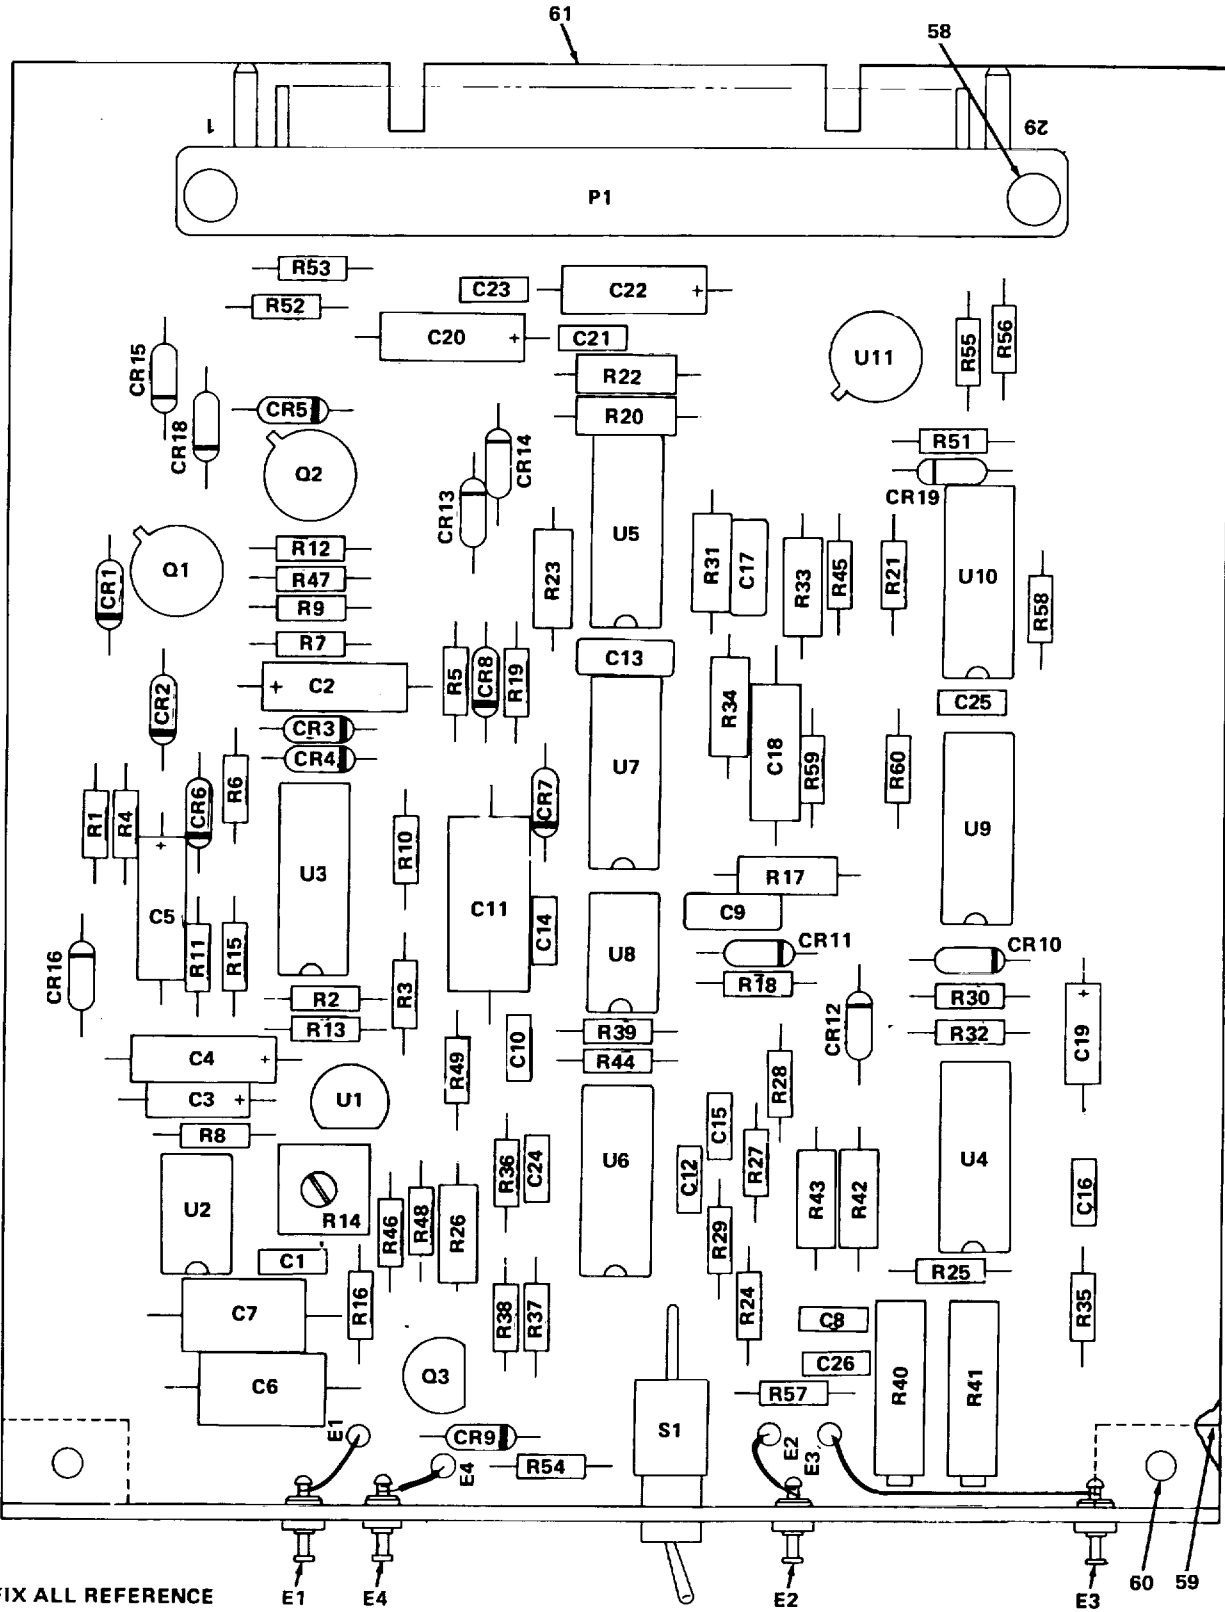 61
58
1
29
P1
R53
C23
C22 +
R52
C20 +
C21
CR15
U11
R55
R56
R22
CR5
R20
CR18
CR14
R51
Q2
CR19
CR13
U5
R12
Q1
R31
C17
R23
R33
R45
R21
U10
CR1
R47
R9
R58
R7
C13
+ C2
R5
CR8
R19
R34
CR2
C25
CR3
C18
CR4
U7
R59
R60
R6
CR7
CR6
R1
R4
U9
+
R10
U3
R17
C5
C11
C9
C14
R11
R15
CR11
CR10
CR16
U8
R18
R3
R2
R30
+
CR12
R13
R39
R32
C19
C4 +
C10
R44
R49
R28
C3 +
U1
C15
R8
R27
R36
C24
U6
C12
U4
R43
R42
C16
U2
R14
R46
R48
R26
R29
C1
R25
R16
R24
C7
R38
R37
C8
R35
C26
Q3
R40
R41
C6
R57
S1
E1
CR9
E2
E3
E4
R54
E1
E4
E2
E3
60
59
FIX ALL REFERENCE